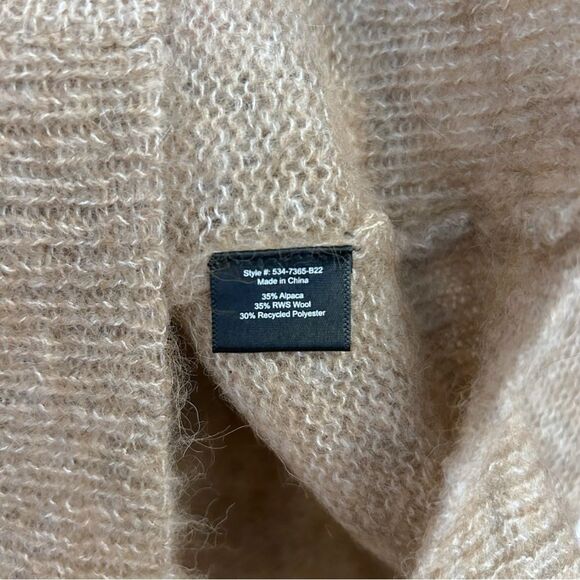 Style #: 534-7365-B22
Made in China
35% Alpaca
35% RWS Wool
30% Recycled Polyester